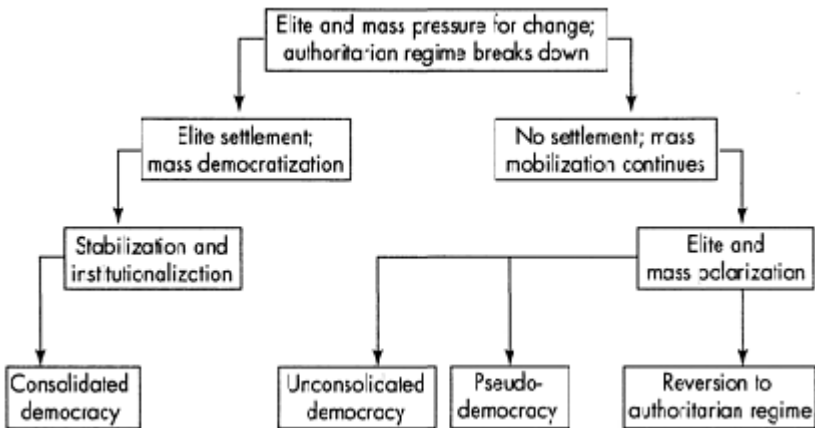 Elite and mass pressure for change;
authoritarian regime breaks down
Elite settlement;
mass democratization
No settlement; mass
mobilization continues
Stabilization and
institutionalization
Elite and
mass polarization
Consolidated
democracy
Unconsolicated
democracy
Pseudo-
democracy
Reversion to
authoritarian regime